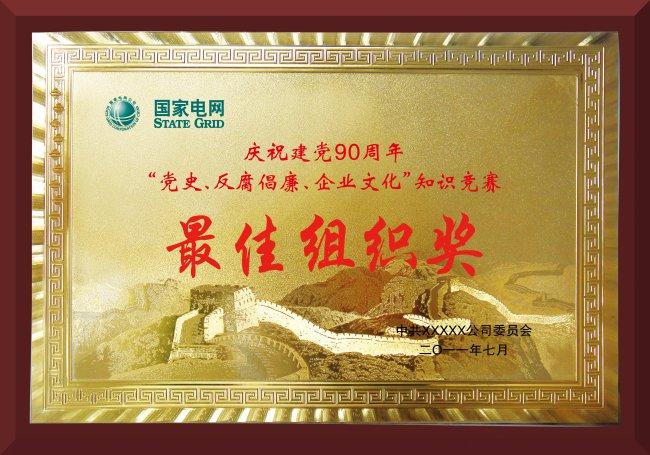 国家电网
STATE GRID
庆祝建党90周年
“党史、反腐倡廉、企业文化”知识竞赛
最佳组织奖
中共XXXXX公司委员会
二〇一一年七月